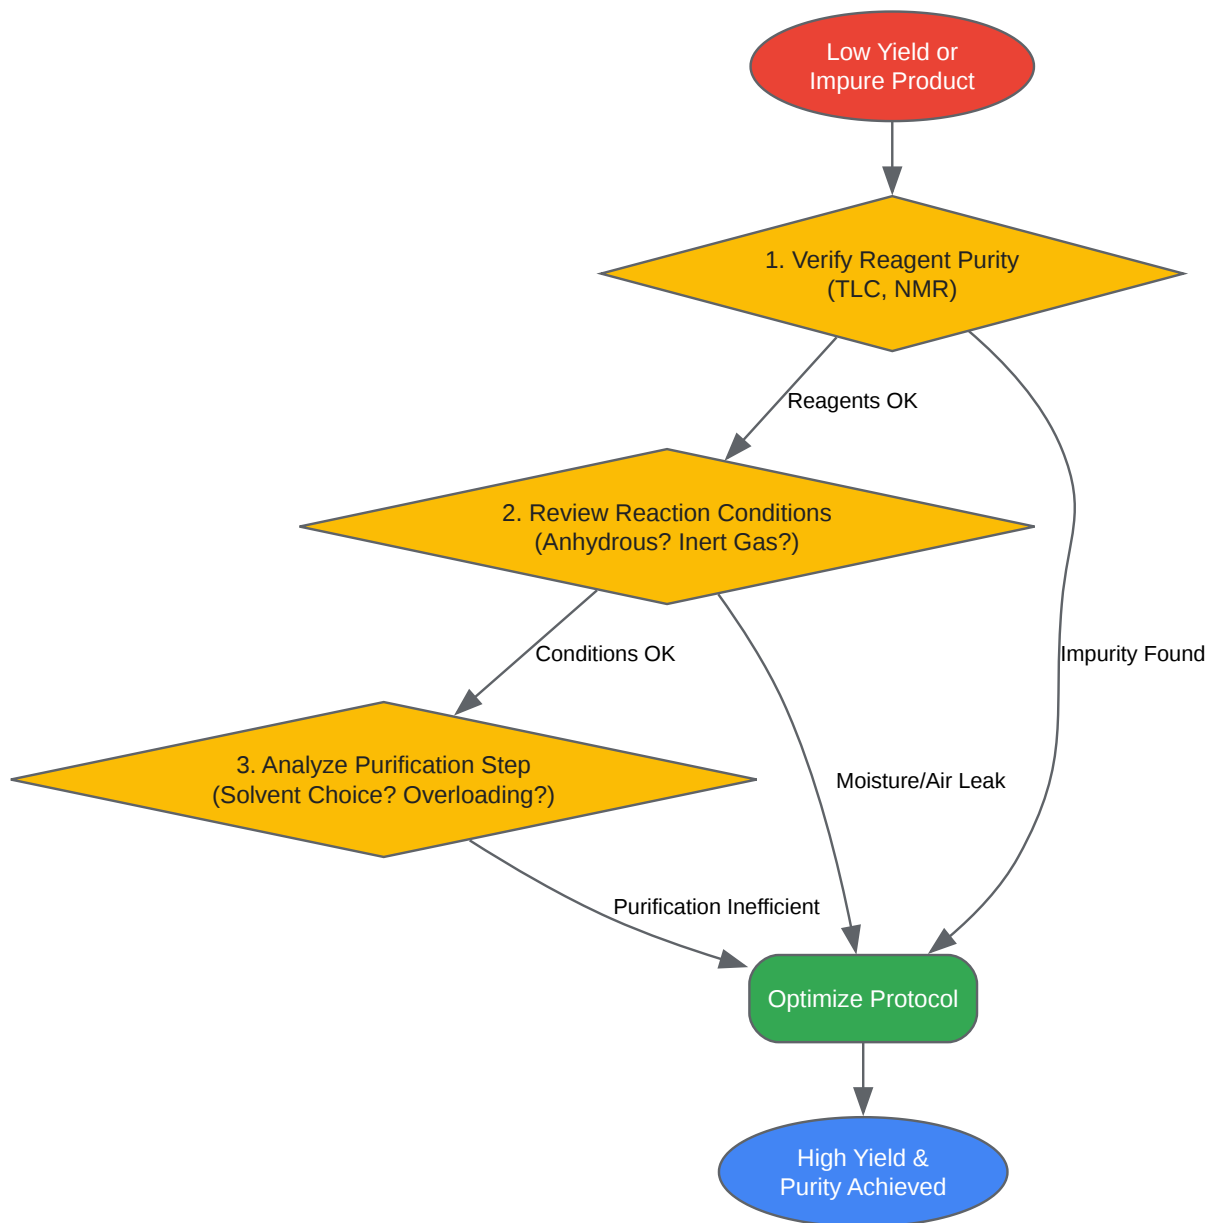 Low Yield or
Impure Product
1. Verify Reagent Purity
(TLC, NMR)
Reagents OK
2. Review Reaction Conditions
(Anhydrous? Inert Gas?)
Conditions OK
Impurity Found
3. Analyze Purification Step
(Solvent Choice? Overloading?)
Moisture/Air Leak
Purification Inefficient
Optimize Protocol
High Yield &
Purity Achieved